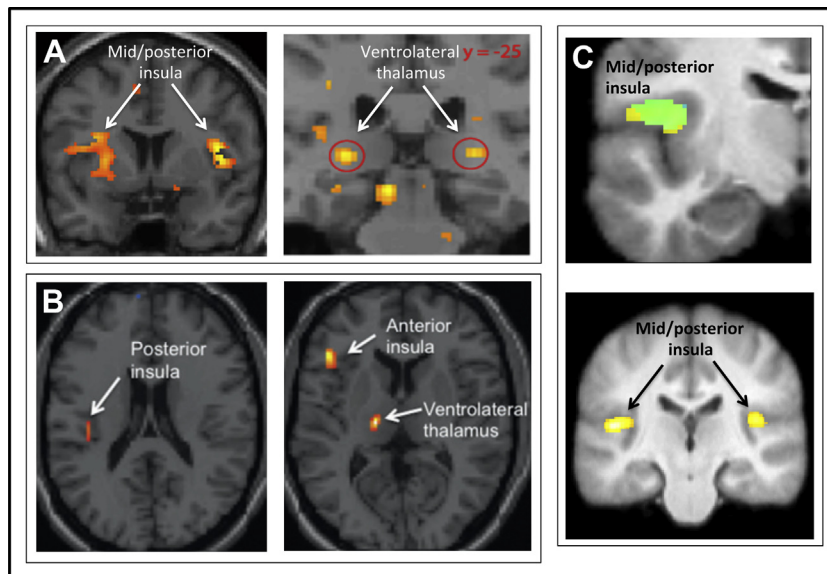 A
Mid/posterior
insula
Ventrolateral
thalamus
y = -25
B
Posterior
insula
Anterior
insula
Ventrolateral
thalamus
C
Mid/posterior
insula
Mid/posterior
insula